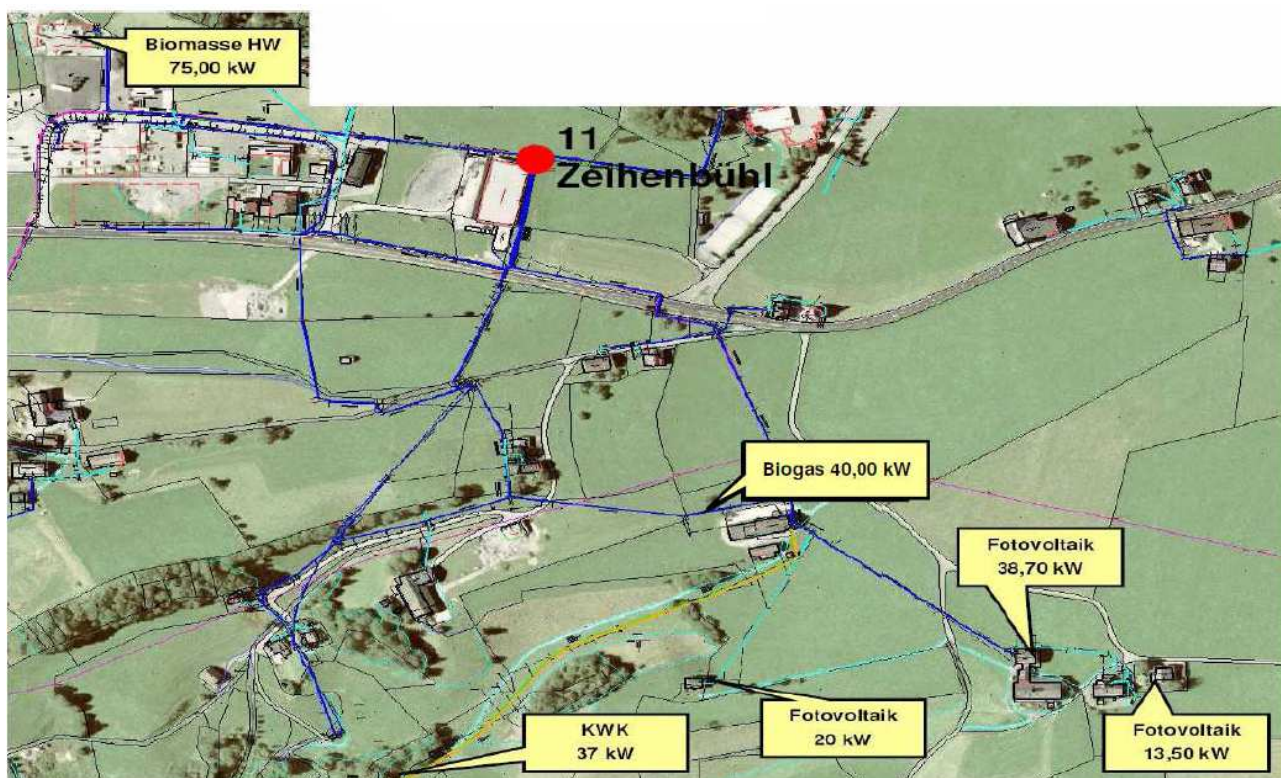 Biomasse HW
75,00 kW
11
Zeihenbühl
Biogas 40,00 kW
Fotovoltaik
38,70 kW
KWK
37 kW
Fotovoltaik
20 kW
Fotovoltaik
13,50 kW